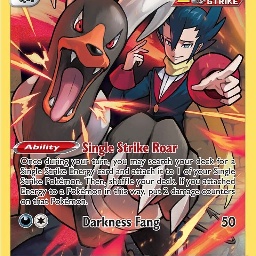 STRIKE
Ability Single Strike Roar
Once during your turn, you may search your deck for a
Single Strike Energy card and attach it to 1 of your Single
Strike Pokémon. Then, shuffle your deck. If you attached
Energy to a Pokémon in this way, put 2 damage counters
on that Pokémon.
Darkness Fang 50